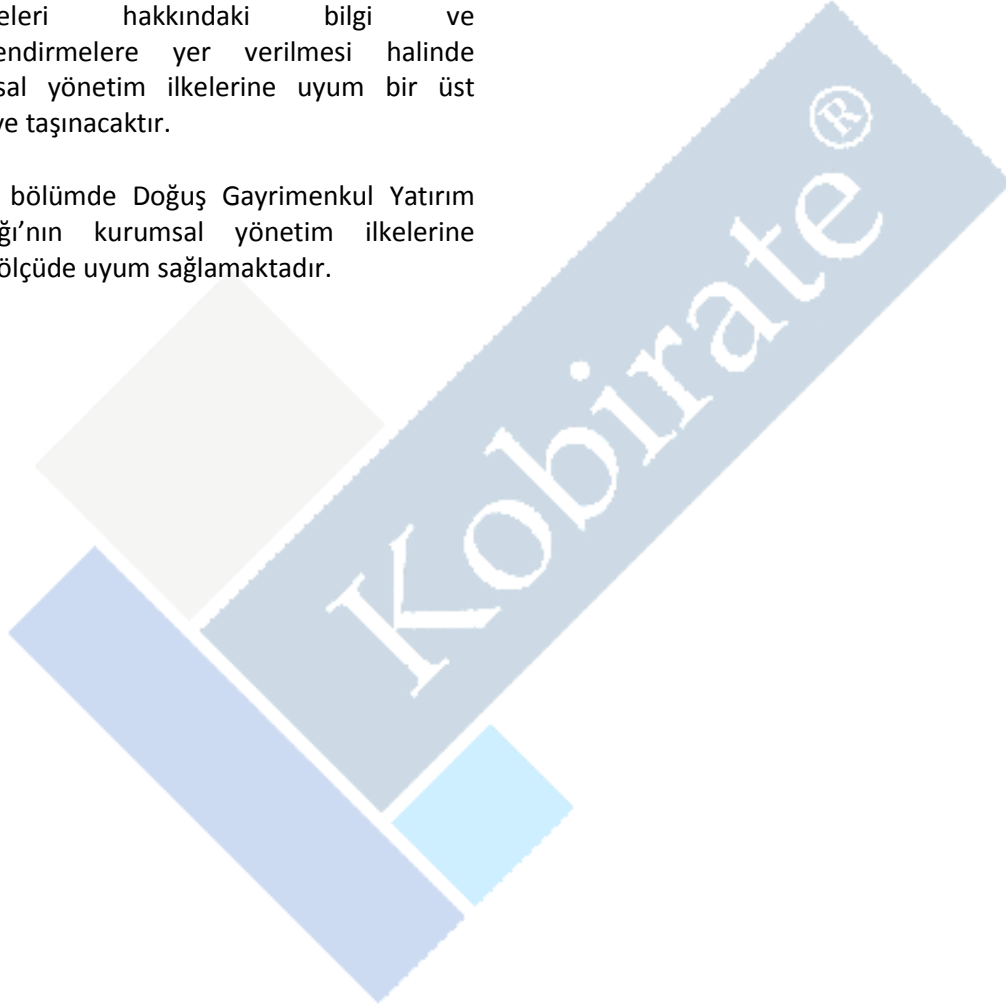 eleri hakkındaki bilgi ve
endirmelere yer verilmesi halinde
sal yönetim ilkelerine uyum bir üst
ye taşınacaktır.
bölümde Doğuş Gayrimenkul Yatırım
ğı'nın kurumsal yönetim ilkelerine
ölçüde uyum sağlamaktadır.
Kobirate ®